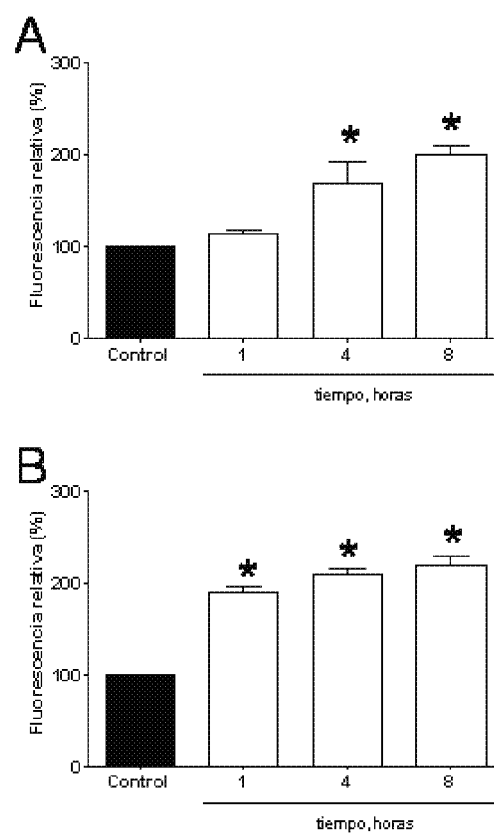 A
Fluorescencia relativa (%)
300
200
100
0
*
*
Control
1
4
8
tiempo, horas
B
Fluorescencia relativa (%)
300
200
100
0
*
*
*
Control
1
4
8
tiempo, horas